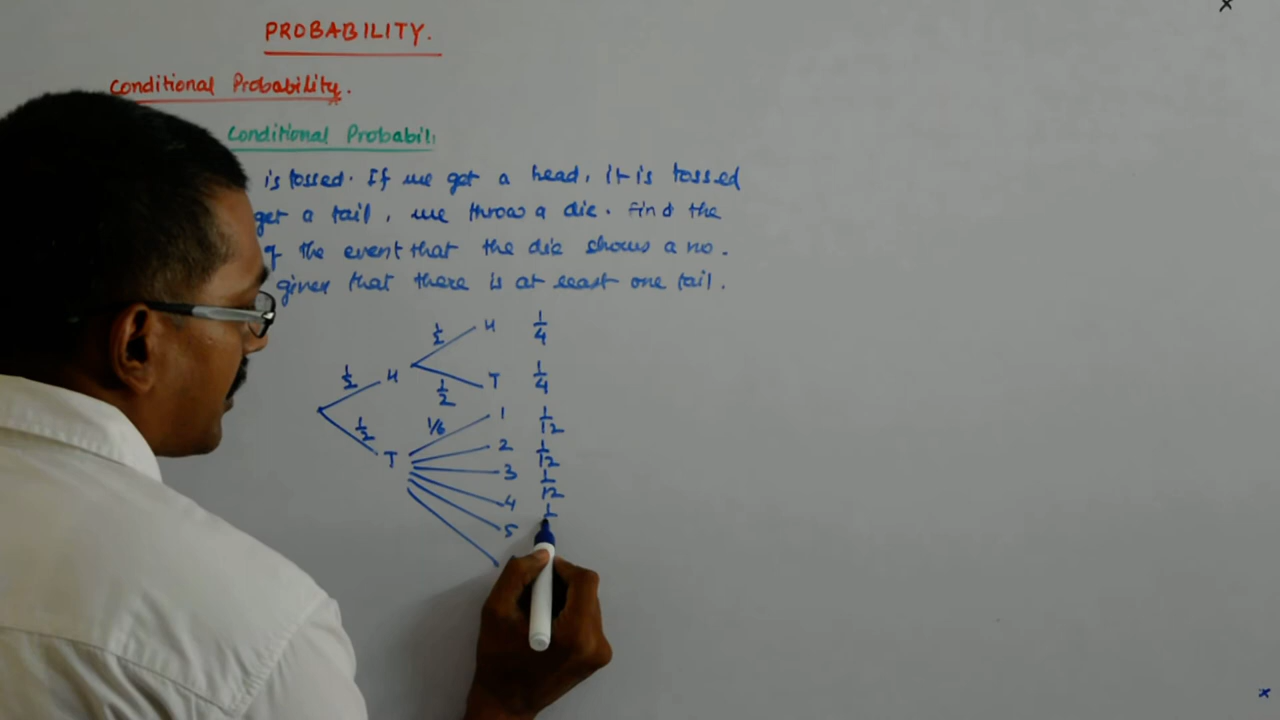 PROBABILITY.
Conditional Probability.
Conditional Probabili
is tossed. If we get a head, it is tossed
get a tail, we throw a die. Find the
of the event that the die shows a no.
given that there is at least one tail.
1/2 H 1/2 H 1/4
1/2 T 1/4
1/2 T 1/6 1 1/12
2 1/12
3 1/12
4 1
5